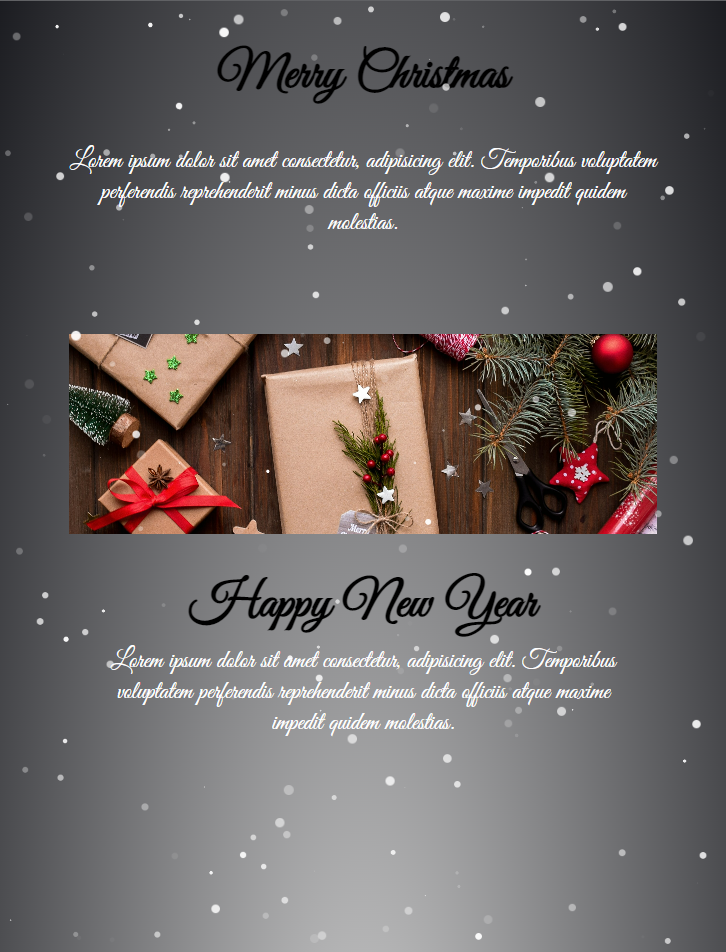 Merry Christmas
Lorem ipsum dolor sit amet consectetur, adipisicing elit. Temporibus voluptatem
perferendis reprehenderit minus dicta officiis atque maxime impedit quidem
molestias.
Merry
Happy New Year
Lorem ipsum dolor sit amet consectetur, adipisicing elit. Temporibus
voluptatem perferendis reprehenderit minus dicta officiis atque maxime
impedit quidem molestias.